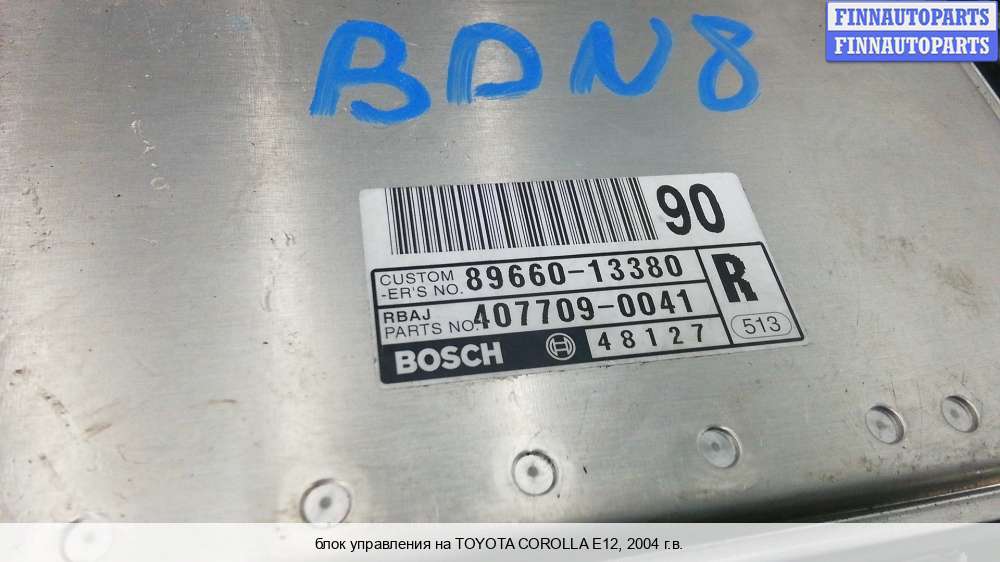 FINNAUTOPARTS
FINNAUTOPARTS
BDN8
90
CUSTOM
-ER'S NO. 89660-13380
R
RBAJ
PARTS NO. 407709-0041
BOSCH 48127
513
блок управления на TOYOTA COROLLA E12, 2004 г.в.